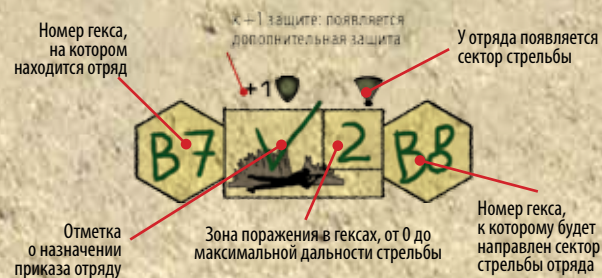 Номер гекса,
на котором
находится отряд
к +1 защите: появляется
дополнительная защита
У отряда появляется
сектор стрельбы
+1
B7
2
B8
Отметка
о назначении
приказа отряду
Зона поражения в гексах, от 0 до
максимальной дальности стрельбы
Номер гекса,
к которому будет
направлен сектор
стрельбы отряда